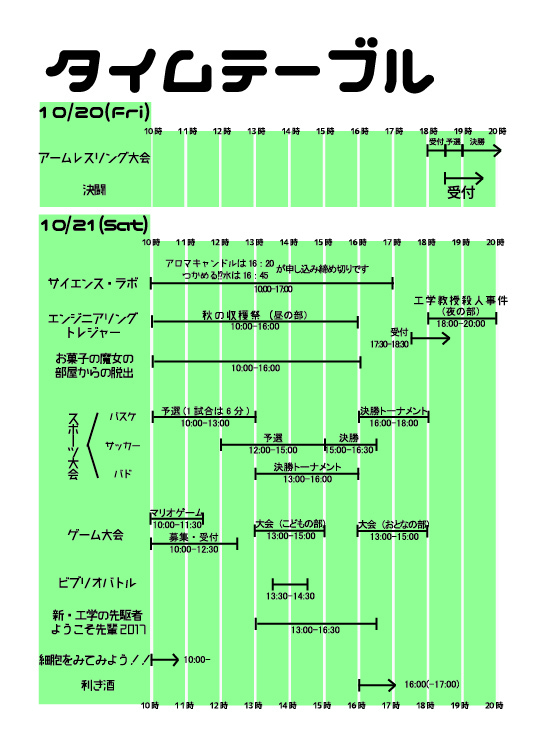 タイムテーブル
10/20(Fri)
10時 11時 12時 13時 14時 15時 16時 17時 18時 19時 20時
アームレスリング大会
受付 予選 決勝
決闘
受付
10/21(Sat)
10時 11時 12時 13時 14時 15時 16時 17時 18時 19時 20時
サイエンス・ラボ
アロマキャンドルは16:20
つかめる!?水は16:45
が申し込み締め切りです
10:00-17:00
エンジニアリング
トレジャー
秋の収穫祭(昼の部)
10:00-16:00
工学教授殺人事件
(夜の部)
18:00-20:00
受付
17:30-18:30
お菓子の魔女の
部屋からの脱出
10:00-16:00
スポーツ大会
バスケ
予選(1試合は6分)
10:00-13:00
決勝トーナメント
16:00-18:00
サッカー
予選
12:00-15:00
決勝
15:00-16:30
バド
決勝トーナメント
13:00-16:00
ゲーム大会
マリオゲーム
10:00-11:30
募集・受付
10:00-12:30
大会(こどもの部)
13:00-15:00
大会(おとなの部)
13:00-15:00
ビブリオバトル
13:30-14:30
新・工学の先駆者
ようこそ先輩2017
13:00-16:30
細胞をみてみよう!!
10:00-
利き酒
16:00(-17:00)
10時 11時 12時 13時 14時 15時 16時 17時 18時 19時 20時